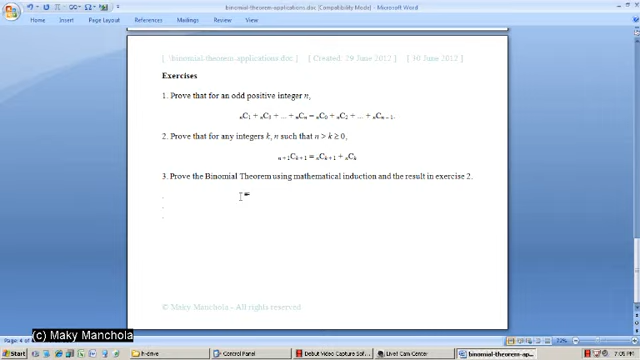 binomial-theorem-applications.doc [Compatibility Mode] - Microsoft Word
Home Insert Page Layout References Mailings Review View
[ binomial-theorem-applications.doc ] [ Created: 29 June 2012 ] [ 30 June 2012 ]
Exercises
1. Prove that for an odd positive integer n,
ₙC₁ + ₙC₃ + ... + ₙCₙ = ₙC₀ + ₙC₂ + ... + ₙCₙ₋₁.
2. Prove that for any integers k, n such that n > k ≥ 0,
ₙ₊₁Cₖ₊₁ = ₙCₖ₊₁ + ₙCₖ
3. Prove the Binomial Theorem using mathematical induction and the result in exercise 2.
.
.
.
© Maky Manchola - All rights reserved
(c) Maky Manchola
Start h-drive Control Panel Debut Video Capture Sof... Live! Cam Center binomial-theorem-ap... 7:05 PM